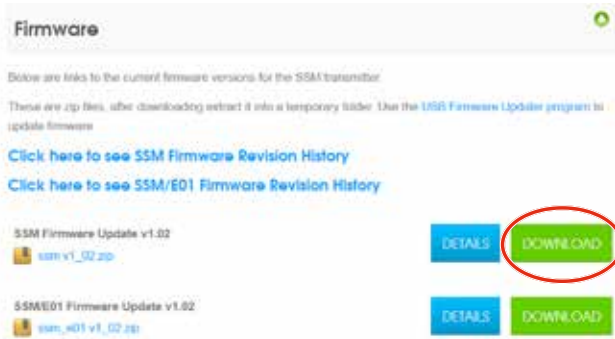 Firmware
Below are links to the current firmware versions for the SSM transmitter.
These are zip files, after downloading extract it into a temporary folder. Use the USB Firmware Updater program to
update firmware
Click here to see SSM Firmware Revision History
Click here to see SSM/E01 Firmware Revision History
SSM Firmware Update v1.02
DETAILS
DOWNLOAD
ssm v1_02.zip
SSM/E01 Firmware Update v1.02
DETAILS
DOWNLOAD
ssm_e01 v1_02.zip